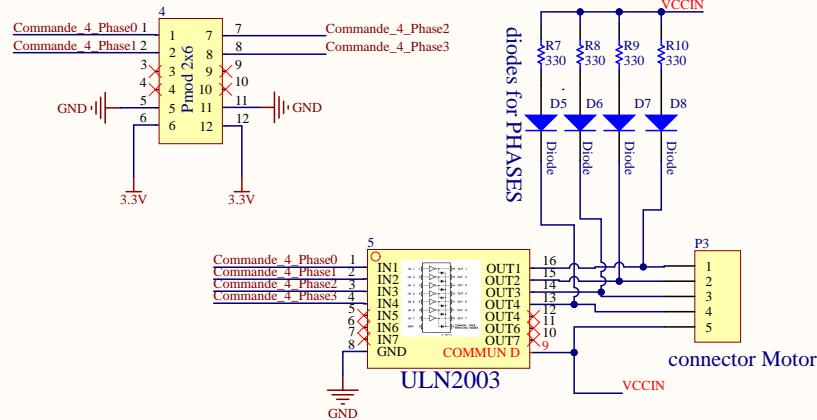 4
Commande_4_Phase0 1 1 7 7 Commande_4_Phase2
Commande_4_Phase1 2 2 8 8 Commande_4_Phase3
3 3 9 9
4 4 10 10
GND 5 5 11 11 GND
6 6 12 12
Pmod 2x6
3.3V 3.3V
VCCIN
R7 R8 R9 R10
330 330 330 330
D5 D6 D7 D8
Diode Diode Diode Diode
diodes for PHASES
5
Commande_4_Phase0 1 IN1 OUT1 16
Commande_4_Phase1 2 IN2 OUT2 15
Commande_4_Phase2 3 IN3 OUT3 14
Commande_4_Phase3 4 IN4 OUT4 13
5 IN5 OUT4 12
6 IN6 OUT6 11
7 IN7 OUT7 10
8 GND COMMUN D 9
ULN2003
GND
VCCIN
P3
1
2
3
4
5
connector Motor